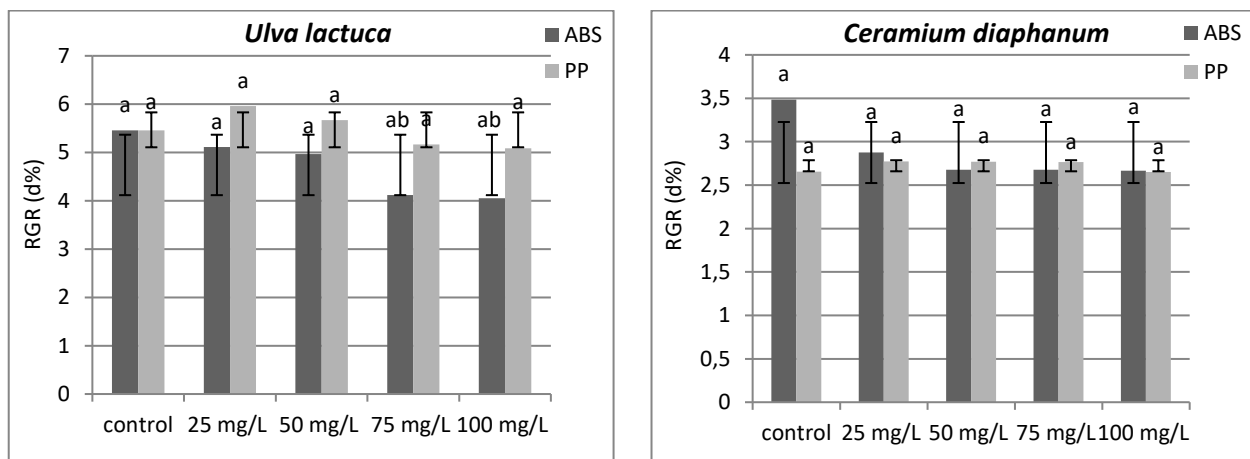 Ulva lactuca
ABS
PP
RGR (d%)
7
6
5
4
3
2
1
0
a a a a a a ab a ab a
control 25 mg/L 50 mg/L 75 mg/L 100 mg/L
Ceramium diaphanum
ABS
PP
RGR (d%)
3,5
3
2,5
2
1,5
1
0,5
0
a a a a a a a a a a
control 25 mg/L 50 mg/L 75 mg/L 100 mg/L